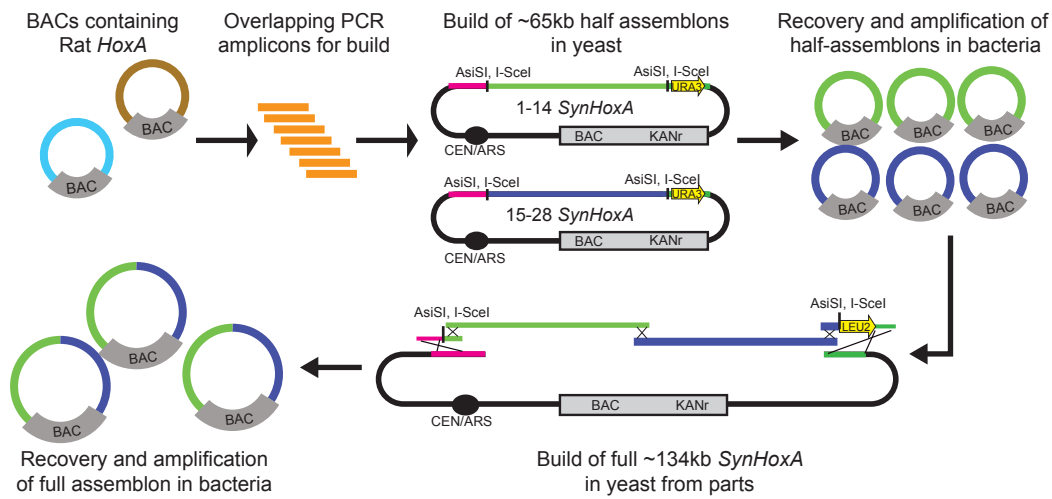 BACs containing
Rat HoxA
BAC
BAC
Overlapping PCR
amplicons for build
Build of ~65kb half assemblons
in yeast
AsiSI, I-SceI
AsiSI, I-SceI
URA3
1-14 SynHoxA
CEN/ARS
BAC
KANr
AsiSI, I-SceI
AsiSI, I-SceI
URA3
15-28 SynHoxA
CEN/ARS
BAC
KANr
Recovery and amplification of
half-assemblons in bacteria
BAC
BAC
BAC
BAC
BAC
BAC
AsiSI, I-SceI
AsiSI, I-SceI
LEU2
CEN/ARS
BAC
KANr
Build of full ~134kb SynHoxA
in yeast from parts
BAC
BAC
BAC
Recovery and amplification
of full assemblon in bacteria